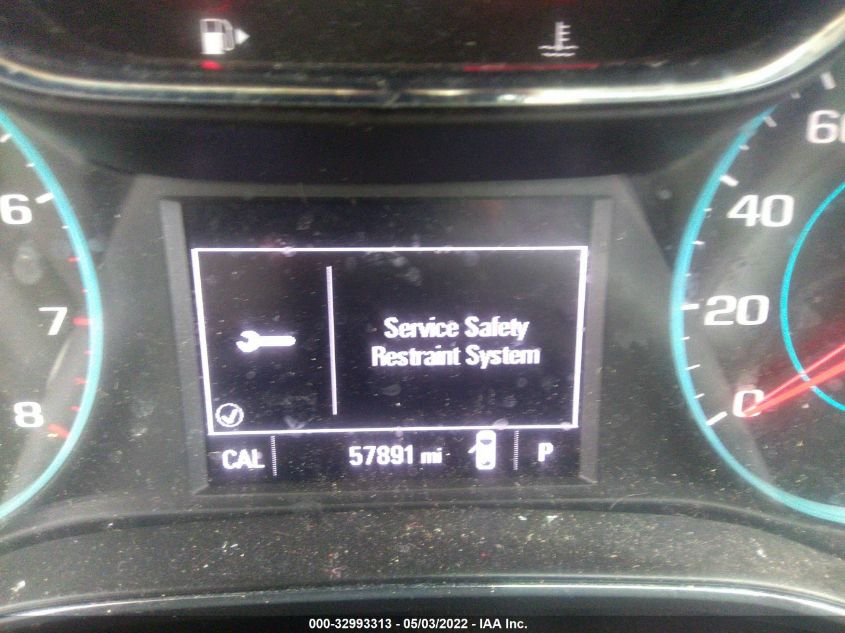 60
6
40
7
20
8
0
Service Safety
Restraint System
CAL 57891 mi P
000-32993313 - 05/03/2022 - IAA Inc.